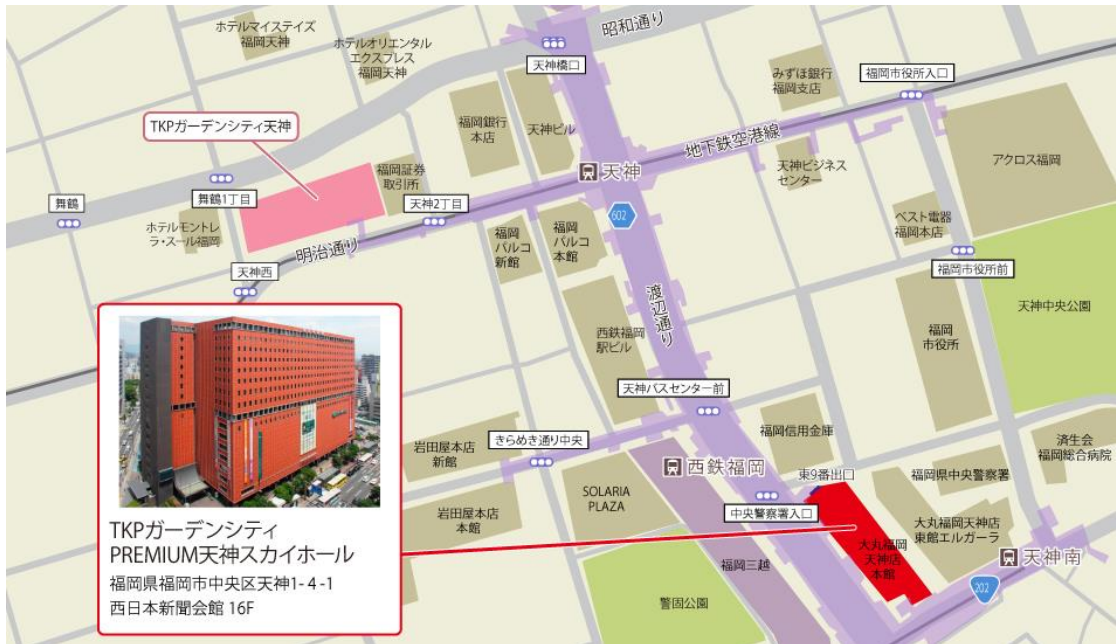 ホテルマイステイズ
福岡天神
ホテルオリエンタル
エクスプレス
福岡天神
昭和通り
天神橋口
みずほ銀行
福岡支店
福岡市役所入口
TKPガーデンシティ天神
福岡銀行
本店
天神ビル
地下鉄空港線
天神ビジネス
センター
アクロス福岡
福岡証券
取引所
天神
舞鶴
舞鶴1丁目
天神2丁目
602
ホテルモントレ
ラ・スール福岡
明治通り
福岡
パルコ
新館
福岡
パルコ
本館
ベスト電器
福岡本店
天神西
福岡市役所前
渡辺通り
天神中央公園
西鉄福岡
駅ビル
福岡
市役所
天神バスセンター前
岩田屋本店
新館
きらめき通り中央
福岡信用金庫
済生会
福岡総合病院
西鉄福岡
東9番出口
福岡県中央警察署
SOLARIA
PLAZA
岩田屋本店
本館
中央警察署入口
大丸福岡天神店
東館エルガーラ
大丸福岡
天神店
本館
天神南
福岡三越
202
警固公園
TKPガーデンシティ
PREMIUM天神スカイホール
福岡県福岡市中央区天神1-4-1
西日本新聞会館 16F